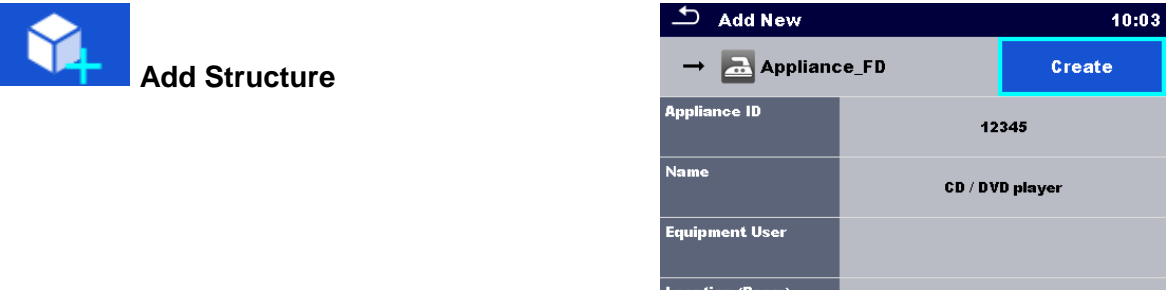 Add Structure
Add New 10:03
Appliance_FD Create
Appliance ID 12345
Name CD / DVD player
Equipment User